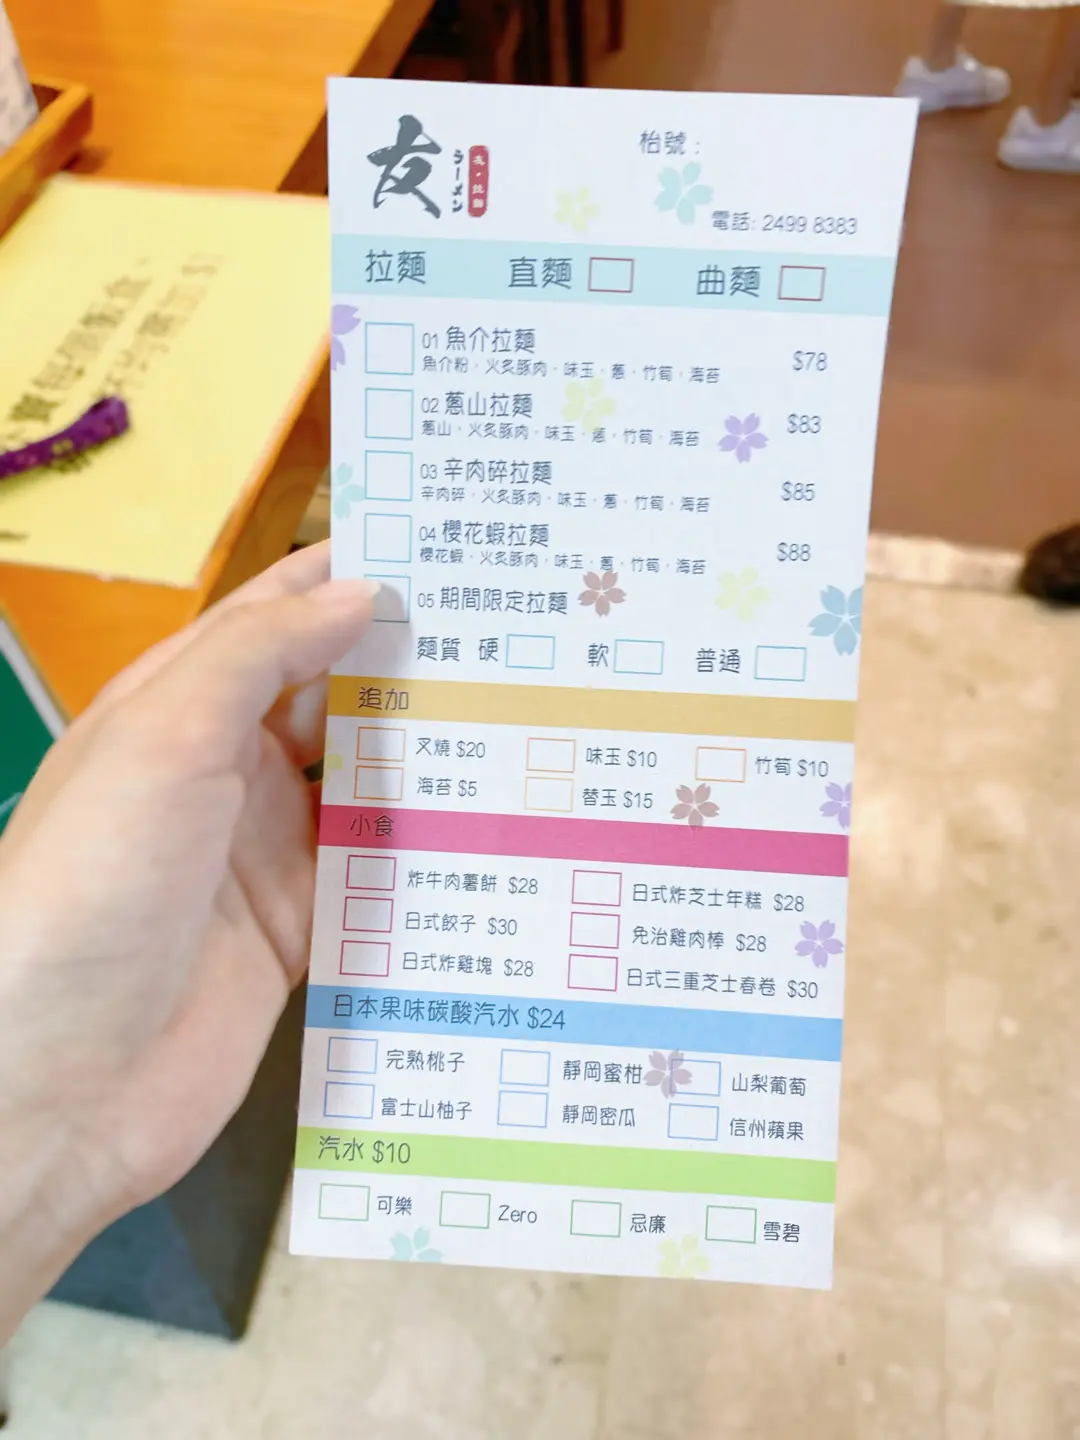 友
ラーメン
友・拉麵
枱號：
電話: 2499 8383
拉麵 直麵 曲麵
01 魚介拉麵 $78
魚介粉・火炙豚肉・味玉・蔥・竹筍・海苔
02 蔥山拉麵 $83
蔥山・火炙豚肉・味玉・蔥・竹筍・海苔
03 辛肉碎拉麵 $85
辛肉碎・火炙豚肉・味玉・蔥・竹筍・海苔
04 櫻花蝦拉麵 $88
櫻花蝦・火炙豚肉・味玉・蔥・竹筍・海苔
05 期間限定拉麵
麵質 硬 軟 普通
追加
叉燒 $20 味玉 $10 竹筍 $10
海苔 $5 替玉 $15
小食
炸牛肉薯餅 $28 日式炸芝士年糕 $28
日式餃子 $30 免治雞肉棒 $28
日式炸雞塊 $28 日式三重芝士春卷 $30
日本果味碳酸汽水 $24
完熟桃子 靜岡蜜柑 山梨葡萄
富士山柚子 靜岡密瓜 信州蘋果
汽水 $10
可樂 Zero 忌廉 雪碧